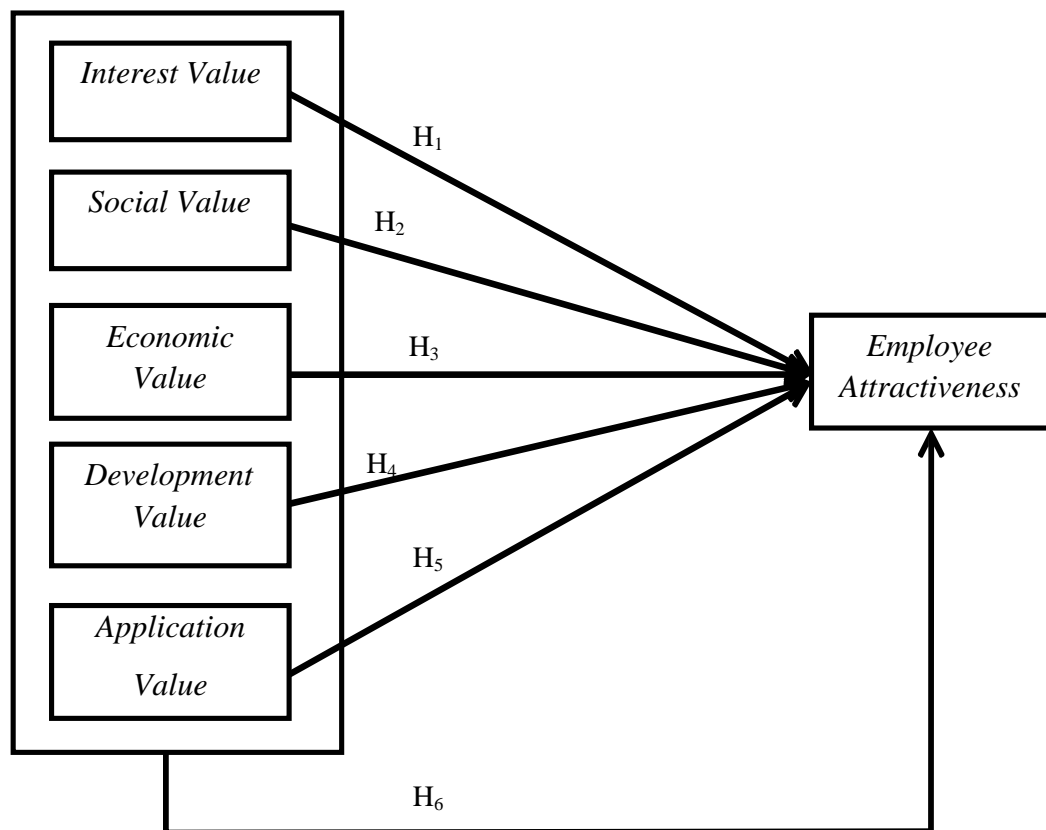 Interest Value
H₁
Social Value
H₂
Economic
Value
H₃
Employee
Attractiveness
Development
Value
H₄
H₅
Application
Value
H₆